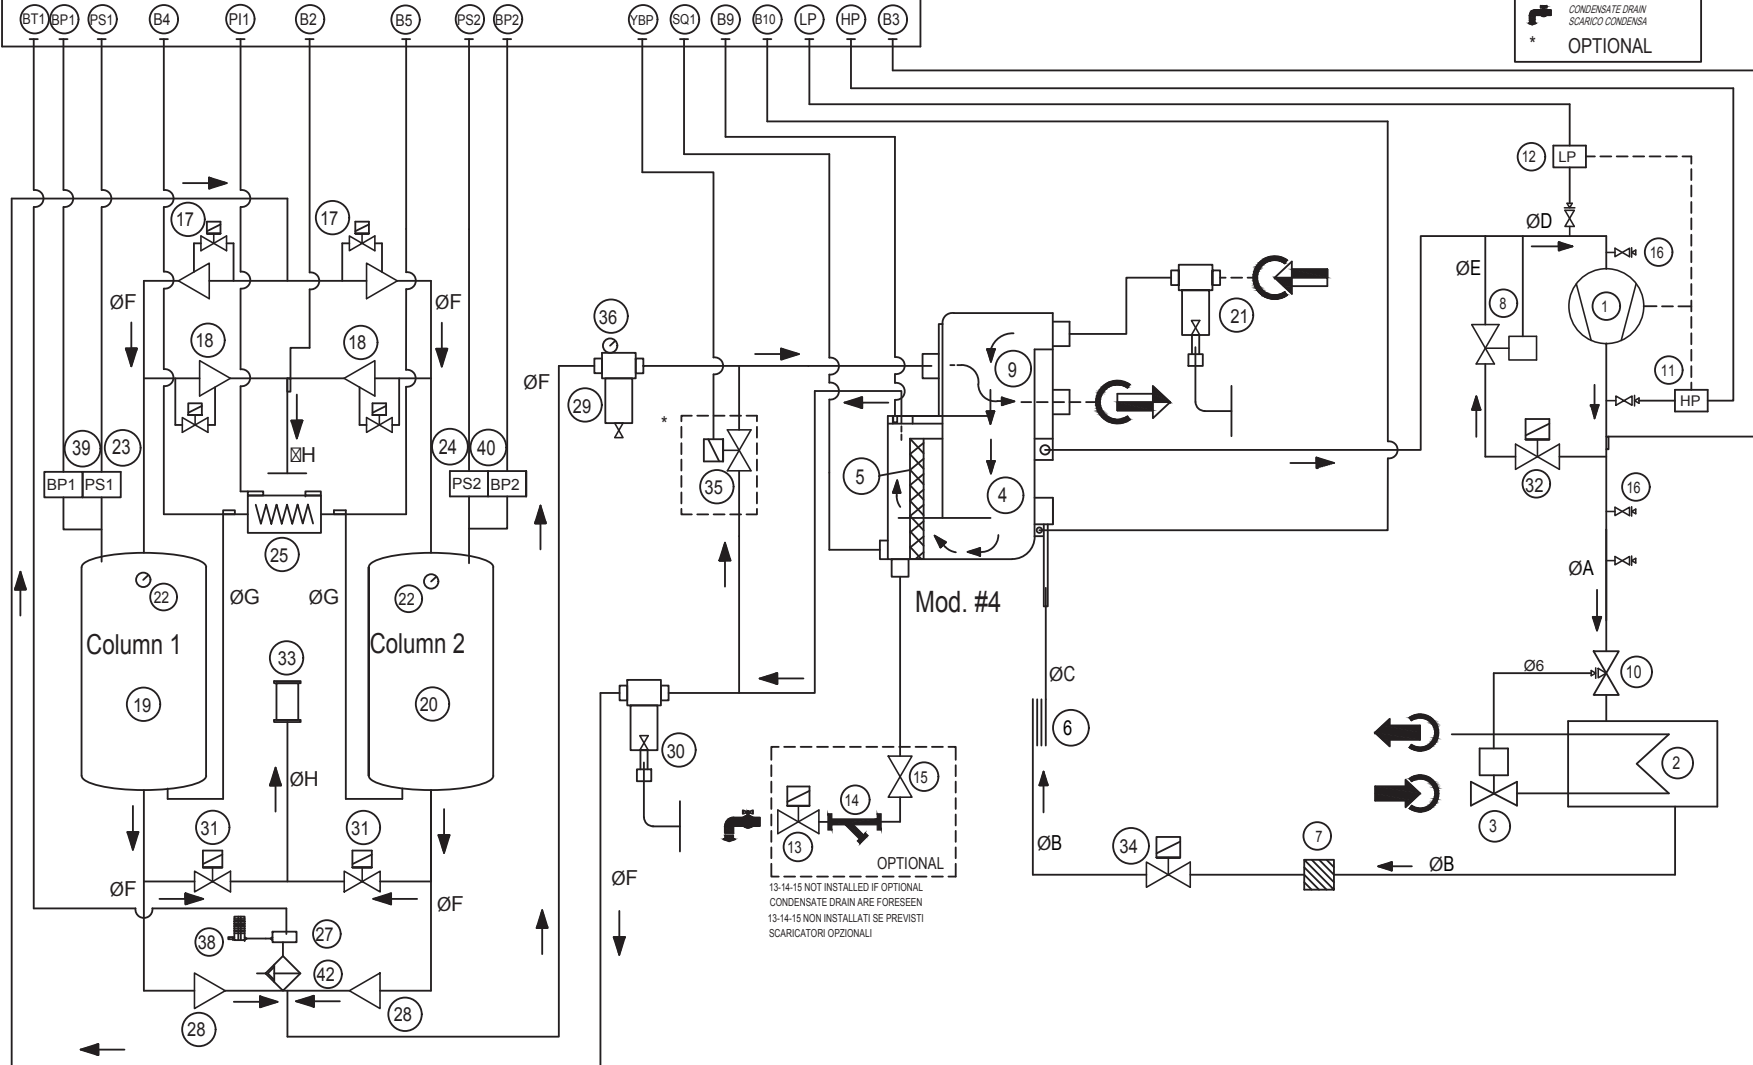 BT1 BP1 PS1 B4 PI1 B2 B5 PS2 BP2 YBP SQ1 B9 B10 LP HP B3
CONDENSATE DRAIN
SCARICO CONDENSA
* OPTIONAL
12 LP
17 17
ØD
16
ØE
21
ØF ØF
8
1
36
18 18
9
11
ØF
HP
29
*
39 23
24 40
H
5
35
BP1 PS1
PS2 BP2
4
32
16
25
ØA
22
22
ØG ØG
Mod. #4
Column 1
Column 2
33
Ø6
10
ØC
19
20
6
30
2
ØH
15
14
3
31 31
13
34
7
ØB
ØB
OPTIONAL
ØF
ØF
ØF
13-14-15 NOT INSTALLED IF OPTIONAL
CONDENSATE DRAIN ARE FORESEEN
13-14-15 NON INSTALLATI SE PREVISTI
SCARICATORI OPZIONALI
38
27
42
28
28